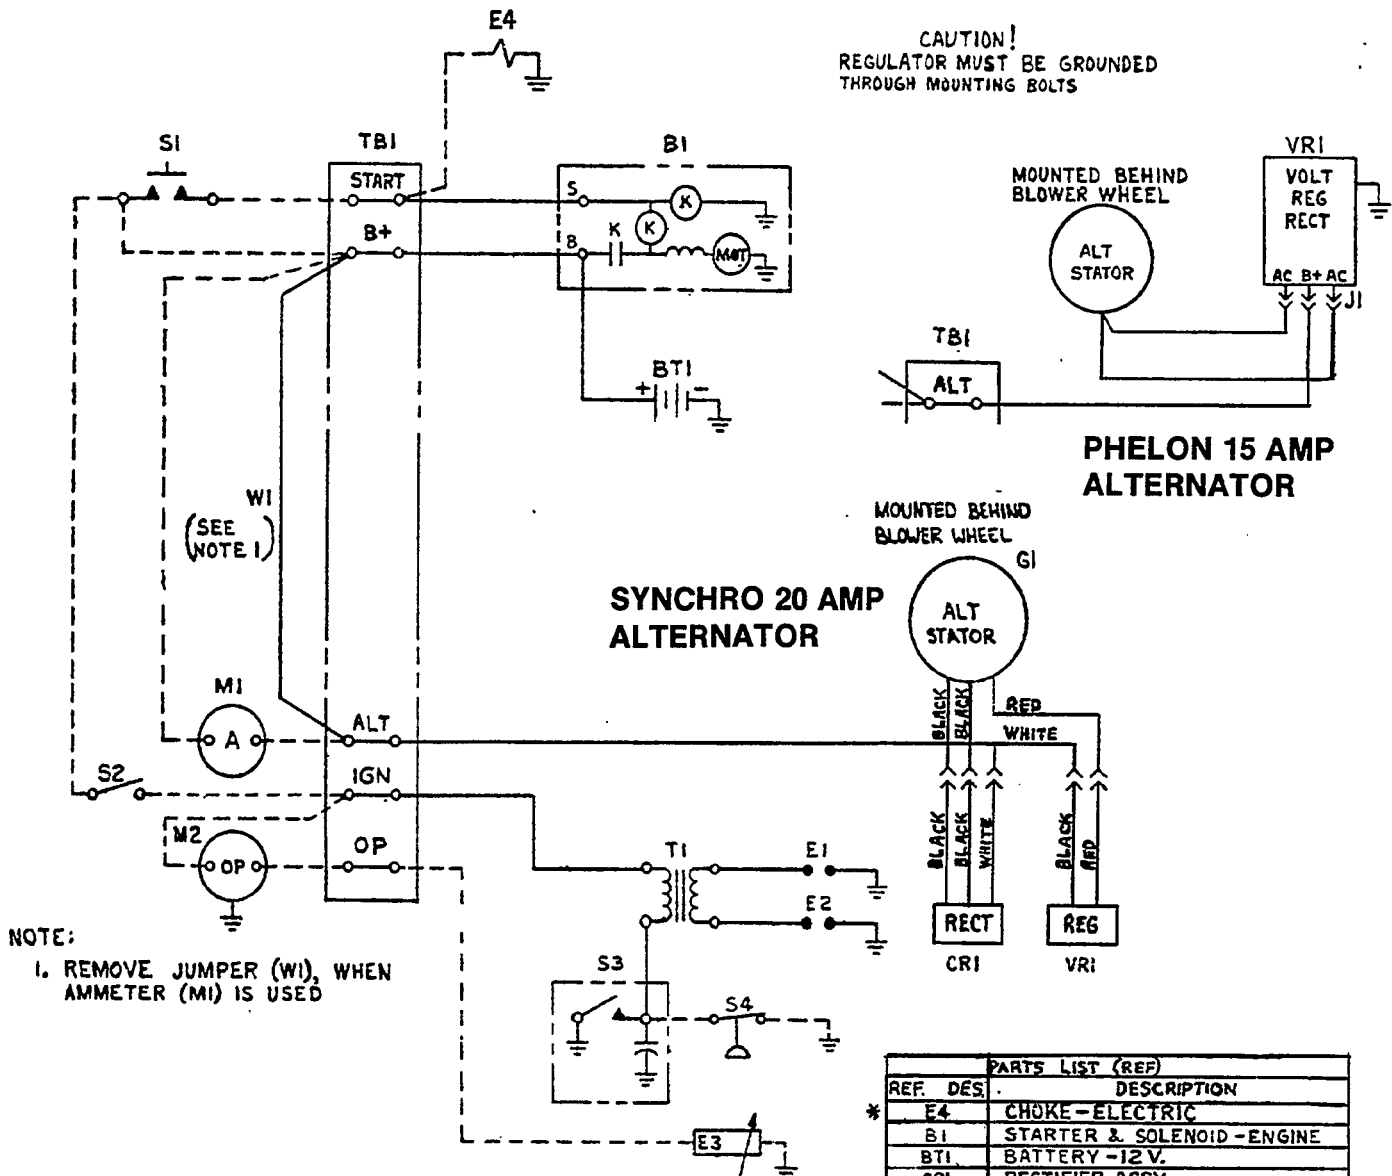 E4
CAUTION!
REGULATOR MUST BE GROUNDED
THROUGH MOUNTING BOLTS
S1
TB1
B1
VR1
START
S
K
MOUNTED BEHIND
BLOWER WHEEL
VOLT
REG
RECT
B+
K
K
B
MOT
ALT
STATOR
AC B+ AC
J1
TB1
BT1
+
-
ALT
PHELON 15 AMP
ALTERNATOR
W1
(SEE
NOTE 1)
MOUNTED BEHIND
BLOWER WHEEL
G1
SYNCHRO 20 AMP
ALTERNATOR
ALT
STATOR
M1
BLACK
BLACK
RED
A
ALT
WHITE
S2
IGN
M2
OP
OP
T1
E1
E2
BLACK
BLACK
WHITE
BLACK
RED
RECT
REG
CR1
VR1
NOTE:
1. REMOVE JUMPER (W1), WHEN
AMMETER (M1) IS USED
S3
S4
E3
PARTS LIST (REF)
REF. DES. DESCRIPTION
* E4 CHOKE-ELECTRIC
B1 STARTER & SOLENOID-ENGINE
BT1 BATTERY-12V.
CR1 RECTIFIER ASSY